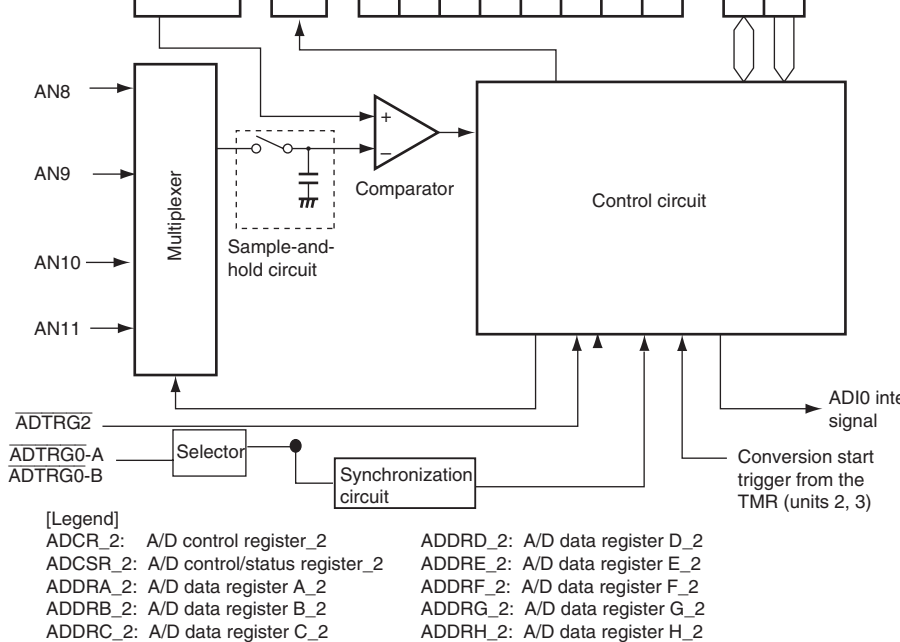 AN8
AN9
AN10
AN11
Multiplexer
+
−
Comparator
Sample-and-
hold circuit
Control circuit
ADTRG2
ADTRG0-A
ADTRG0-B
Selector
Synchronization
circuit
ADI0
signal
Conversion start
trigger from the
TMR (units 2, 3)
[Legend]
ADCR_2: A/D control register_2
ADCSR_2: A/D control/status register_2
ADDRA_2: A/D data register A_2
ADDRB_2: A/D data register B_2
ADDRC_2: A/D data register C_2
ADDRD_2: A/D data register D_2
ADDRE_2: A/D data register E_2
ADDRF_2: A/D data register F_2
ADDRG_2: A/D data register G_2
ADDRH_2: A/D data register H_2